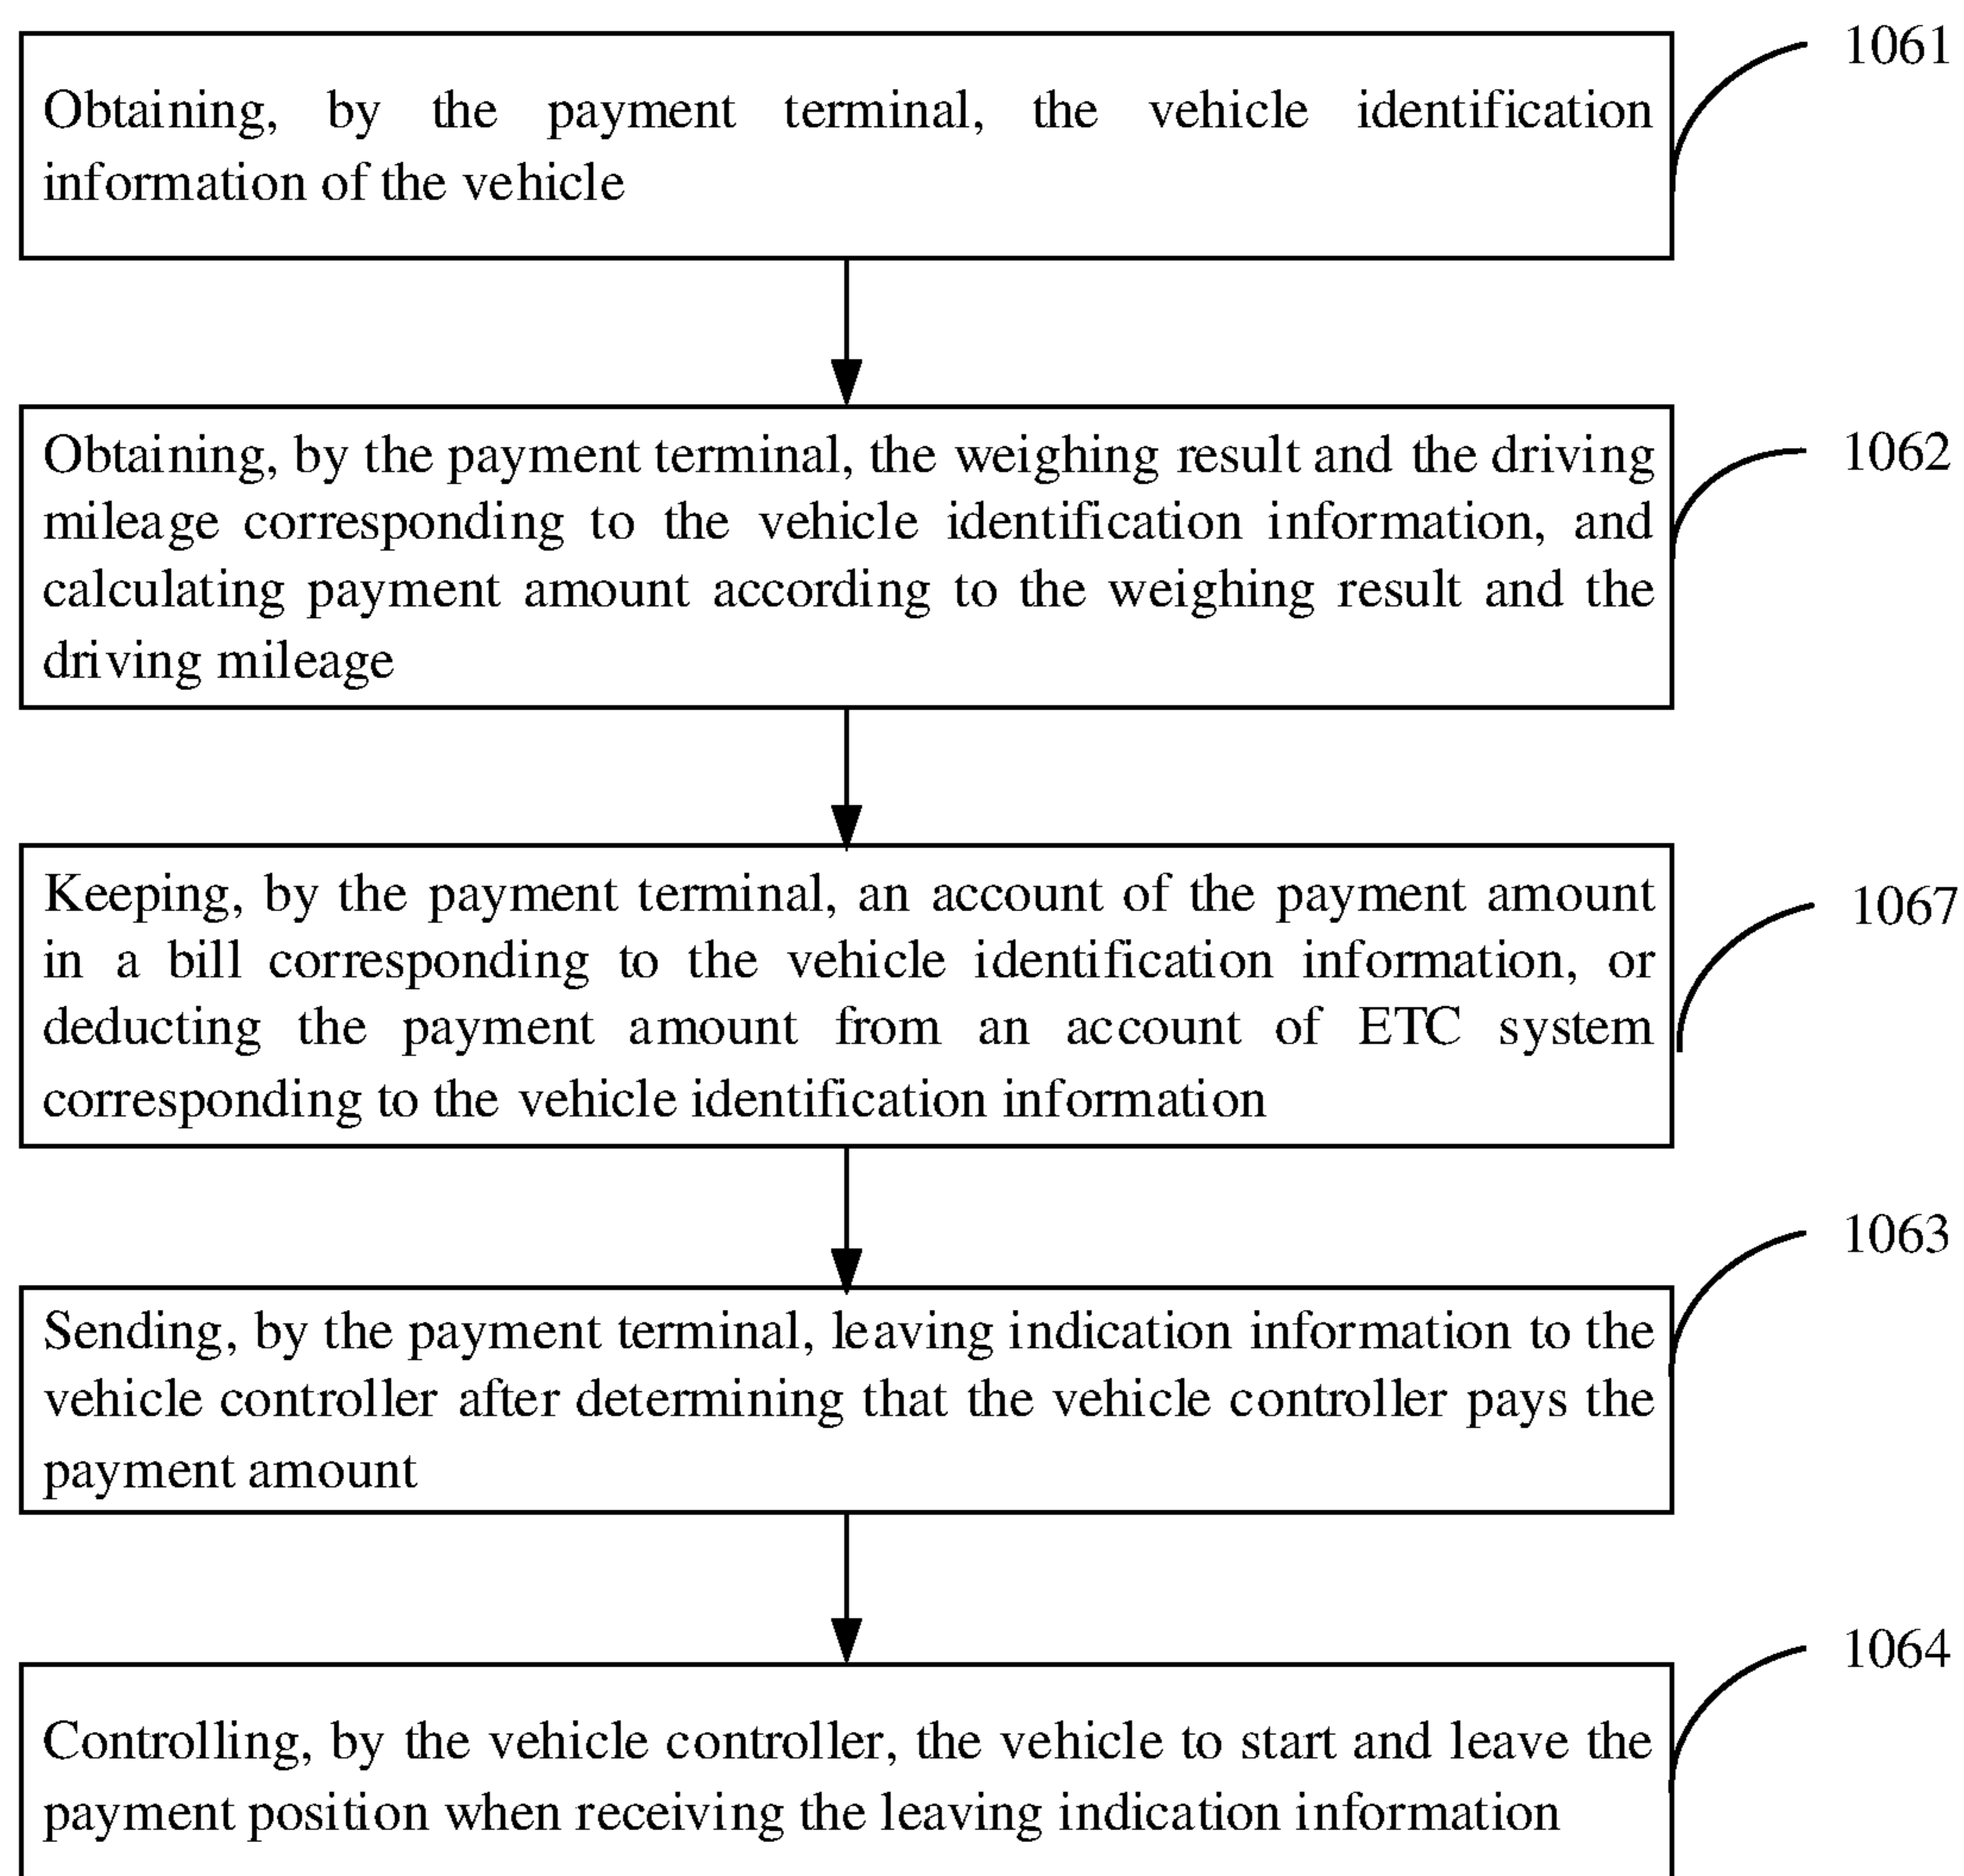 1061
Obtaining, by the payment terminal, the vehicle identification
information of the vehicle
1062
Obtaining, by the payment terminal, the weighing result and the driving
mileage corresponding to the vehicle identification information, and
calculating payment amount according to the weighing result and the
driving mileage
1067
Keeping, by the payment terminal, an account of the payment amount
in a bill corresponding to the vehicle identification information, or
deducting the payment amount from an account of ETC system
corresponding to the vehicle identification information
1063
Sending, by the payment terminal, leaving indication information to the
vehicle controller after determining that the vehicle controller pays the
payment amount
1064
Controlling, by the vehicle controller, the vehicle to start and leave the
payment position when receiving the leaving indication information